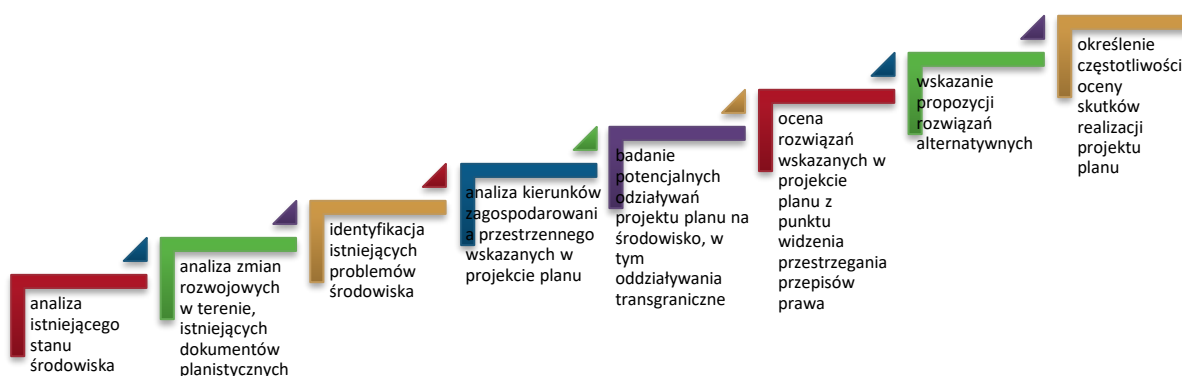 analiza
istniejącego
stanu
środowiska
analiza zmian
rozwojowych
w terenie,
istniejących
dokumentów
planistycznych
identyfikacja
istniejących
problemów
środowiska
analiza kierunków
zagospodarowani
a przestrzennego
wskazanych w
projekcie planu
badanie
potencjalnych
odziaływań
projektu planu na
środowisko, w
tym
oddziaływania
transgraniczne
ocena
rozwiązań
wskazanych w
projekcie
planu z
punktu
widzenia
przestrzegania
przepisów
prawa
wskazanie
propozycji
rozwiązań
alternatywnych
określenie
częstotliwości
oceny
skutków
realizacji
projektu
planu